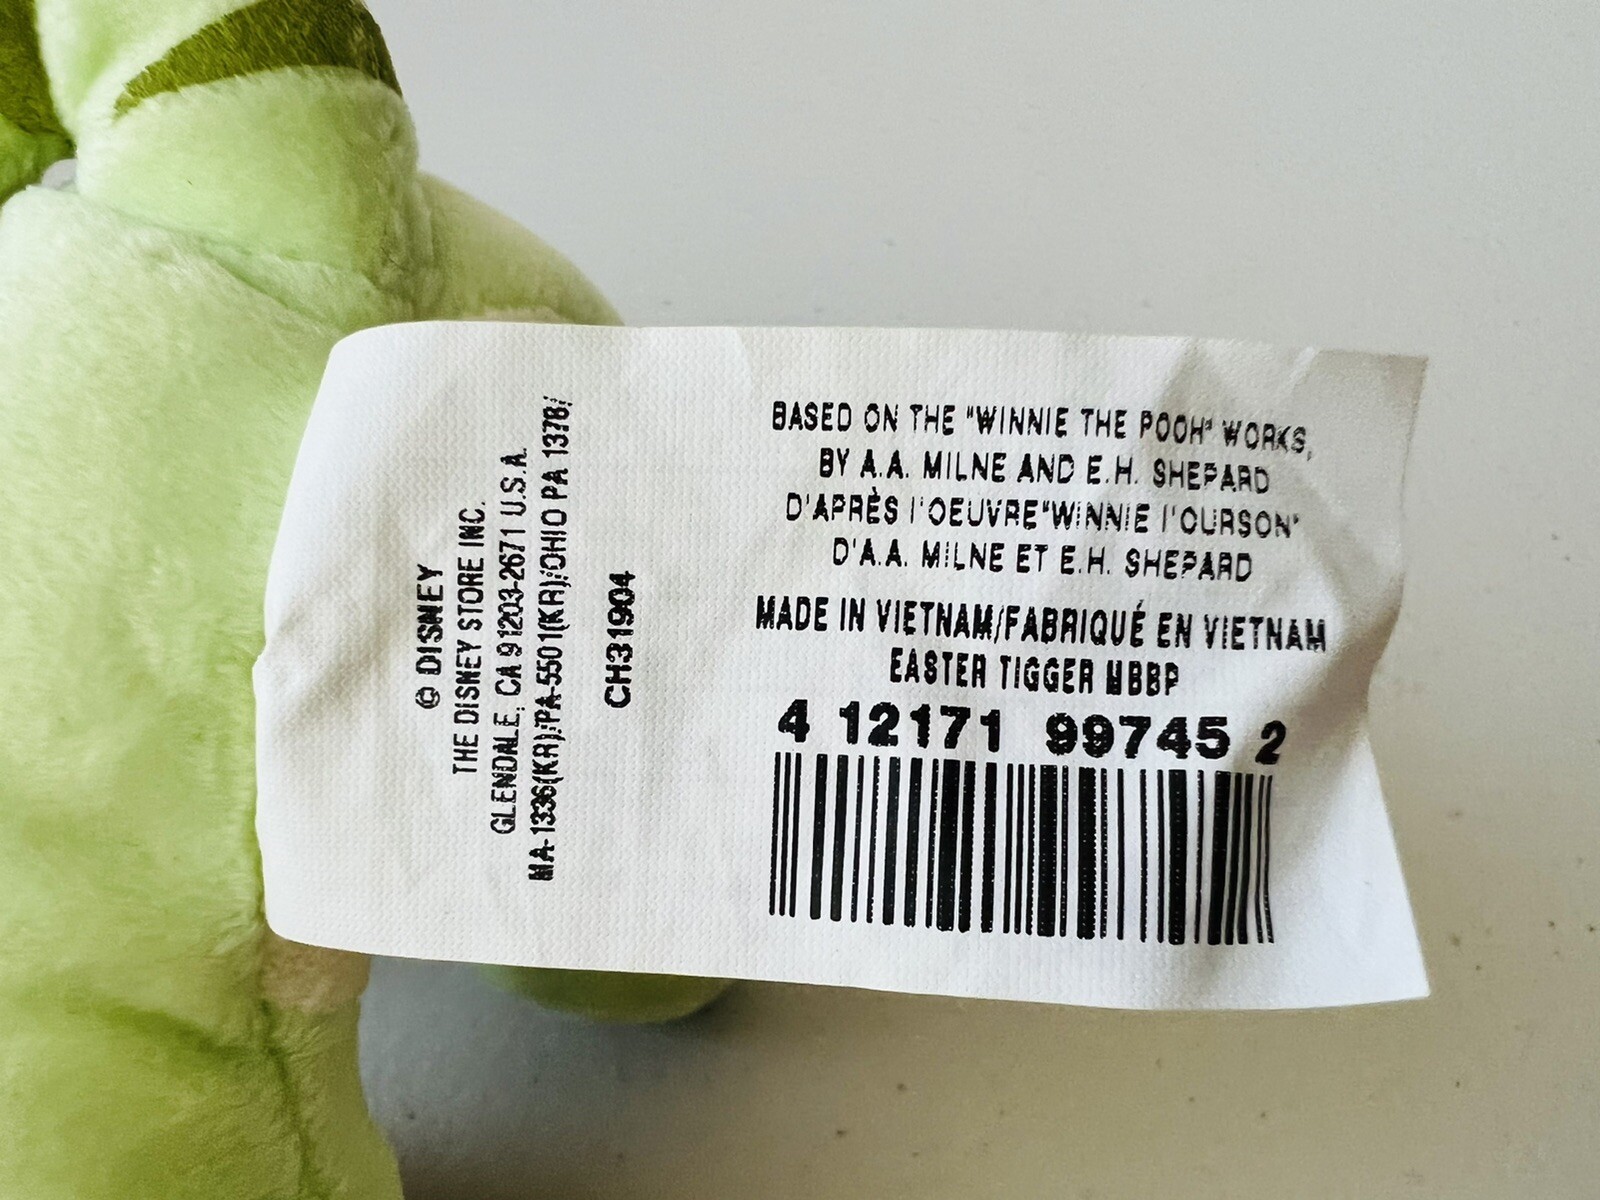 © DISNEY
THE DISNEY STORE INC.
GLENDALE, CA 91203-2671 U.S.A.
MA-1336(KR)/PA-5501(KR)/OHIO PA 1378/
CH31904
BASED ON THE "WINNIE THE POOH" WORKS,
BY A.A. MILNE AND E.H. SHEPARD
D'APRÈS l'OEUVRE"WINNIE l'OURSON"
D'A.A. MILNE ET E.H. SHEPARD
MADE IN VIETNAM/FABRIQUÉ EN VIETNAM
EASTER TIGGER MBBP
4 12171 99745 2